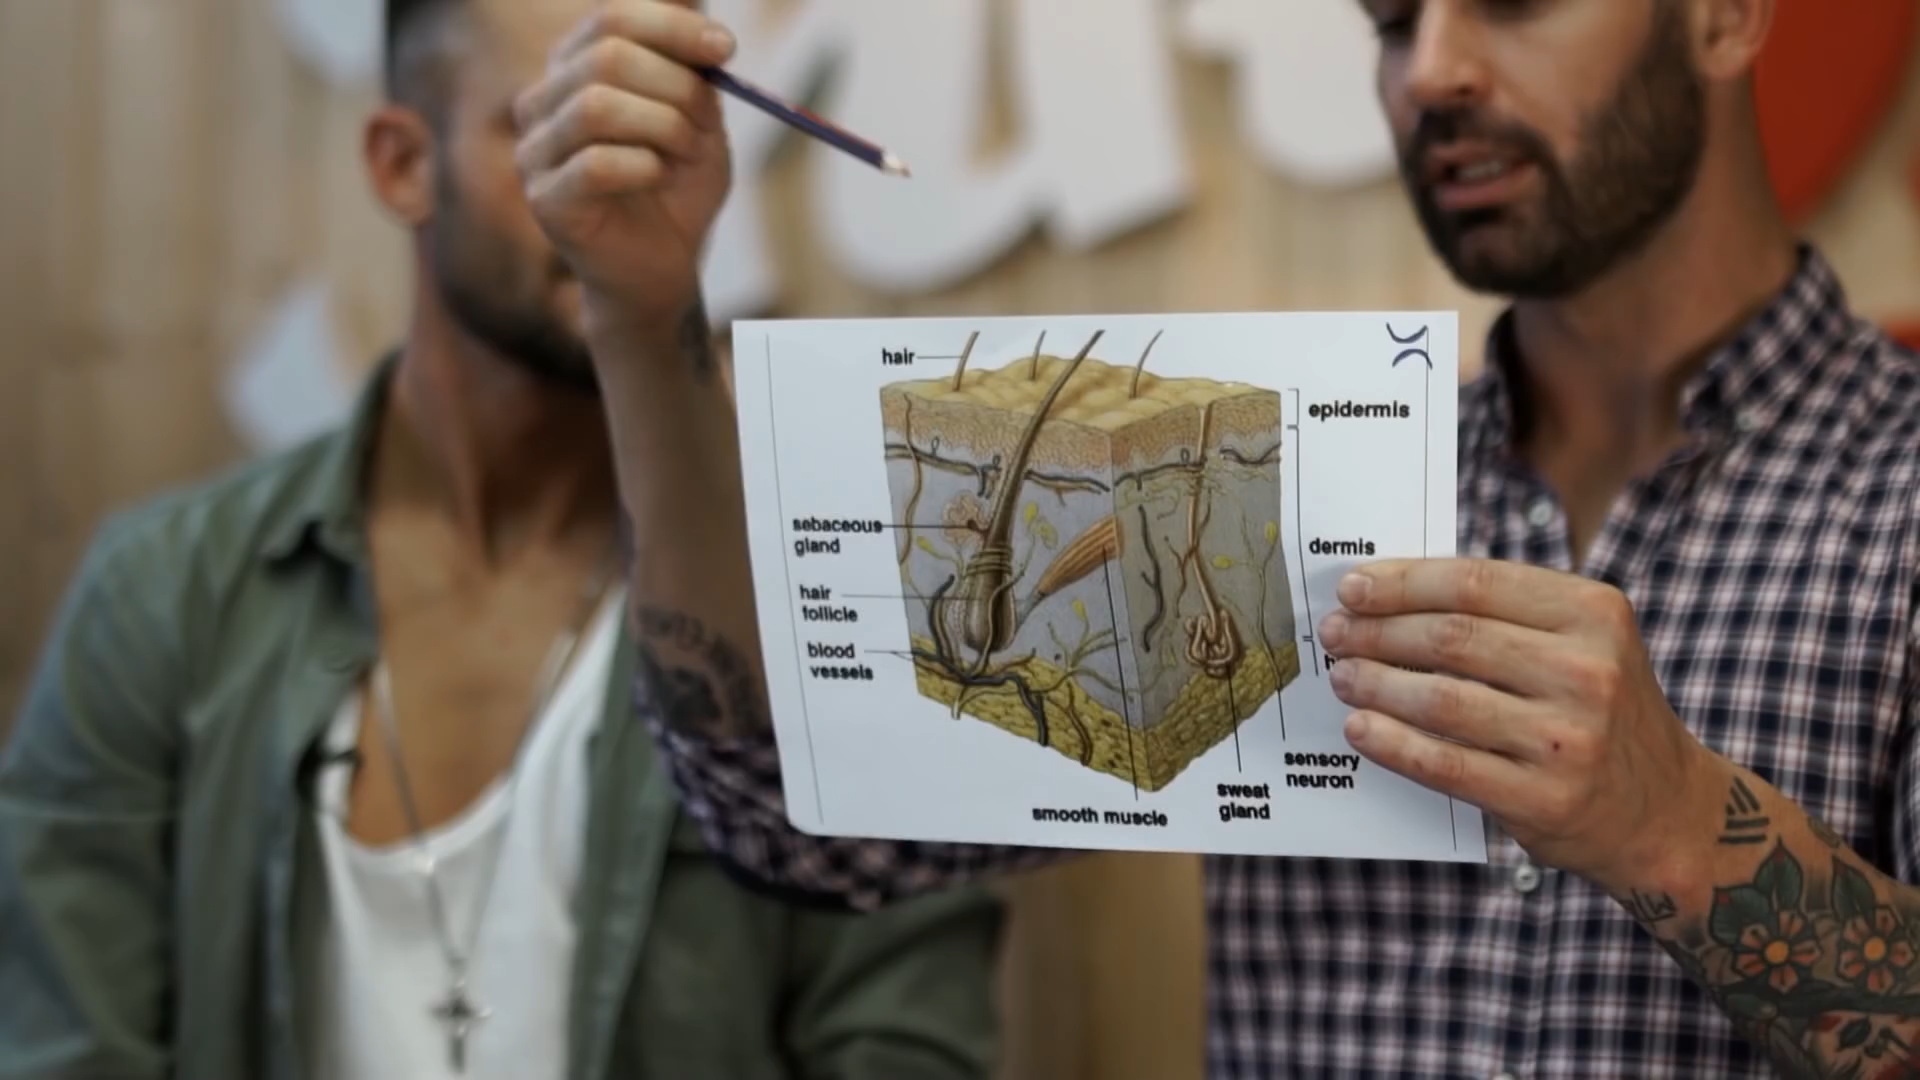 hair
epidermis
sebaceous
gland
dermis
hair
follicle
blood
vessels
sensory
neuron
sweat
gland
smooth muscle